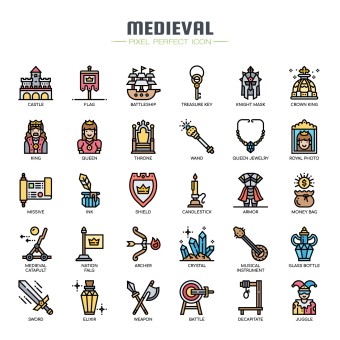 MEDIEVAL
PIXEL PERFECT ICON
CASTLE FLAG BATTLESHIP TREASURE KEY KNIGHT MASK CROWN KING
KING QUEEN THRONE WAND QUEEN JEWELRY ROYAL PHOTO
MISSIVE INK SHIELD CANDLESTICK ARMOR MONEY BAG
MEDIEVAL CATAPULT NATION FALGS ARCHER CRYSTAL MUSICAL INSTRUMENT GLASS BOTTLE
SWORD ELIXIR WEAPON BATTLE DECAPITATE JUGGLE